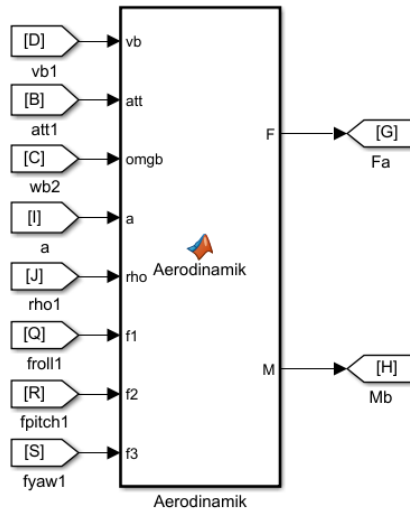 [D]
vb1
vb
[B]
att1
att
[C]
wb2
omgb
[I]
a
a
[J]
rho1
rho
[Q]
froll1
f1
[R]
fpitch1
f2
[S]
fyaw1
f3
Aerodinamik
F
[G]
Fa
M
[H]
Mb
Aerodinamik